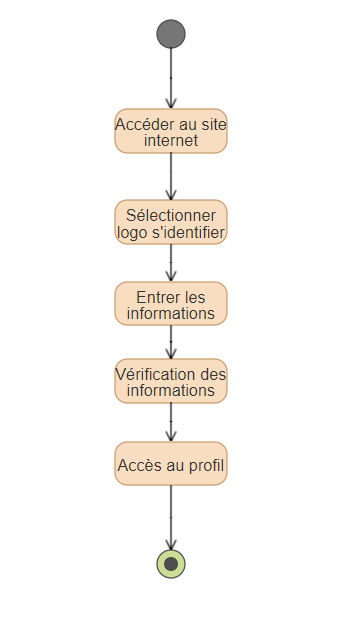 Accéder au site
internet
Sélectionner
logo s'identifier
Entrer les
informations
Vérification des
informations
Accès au profil